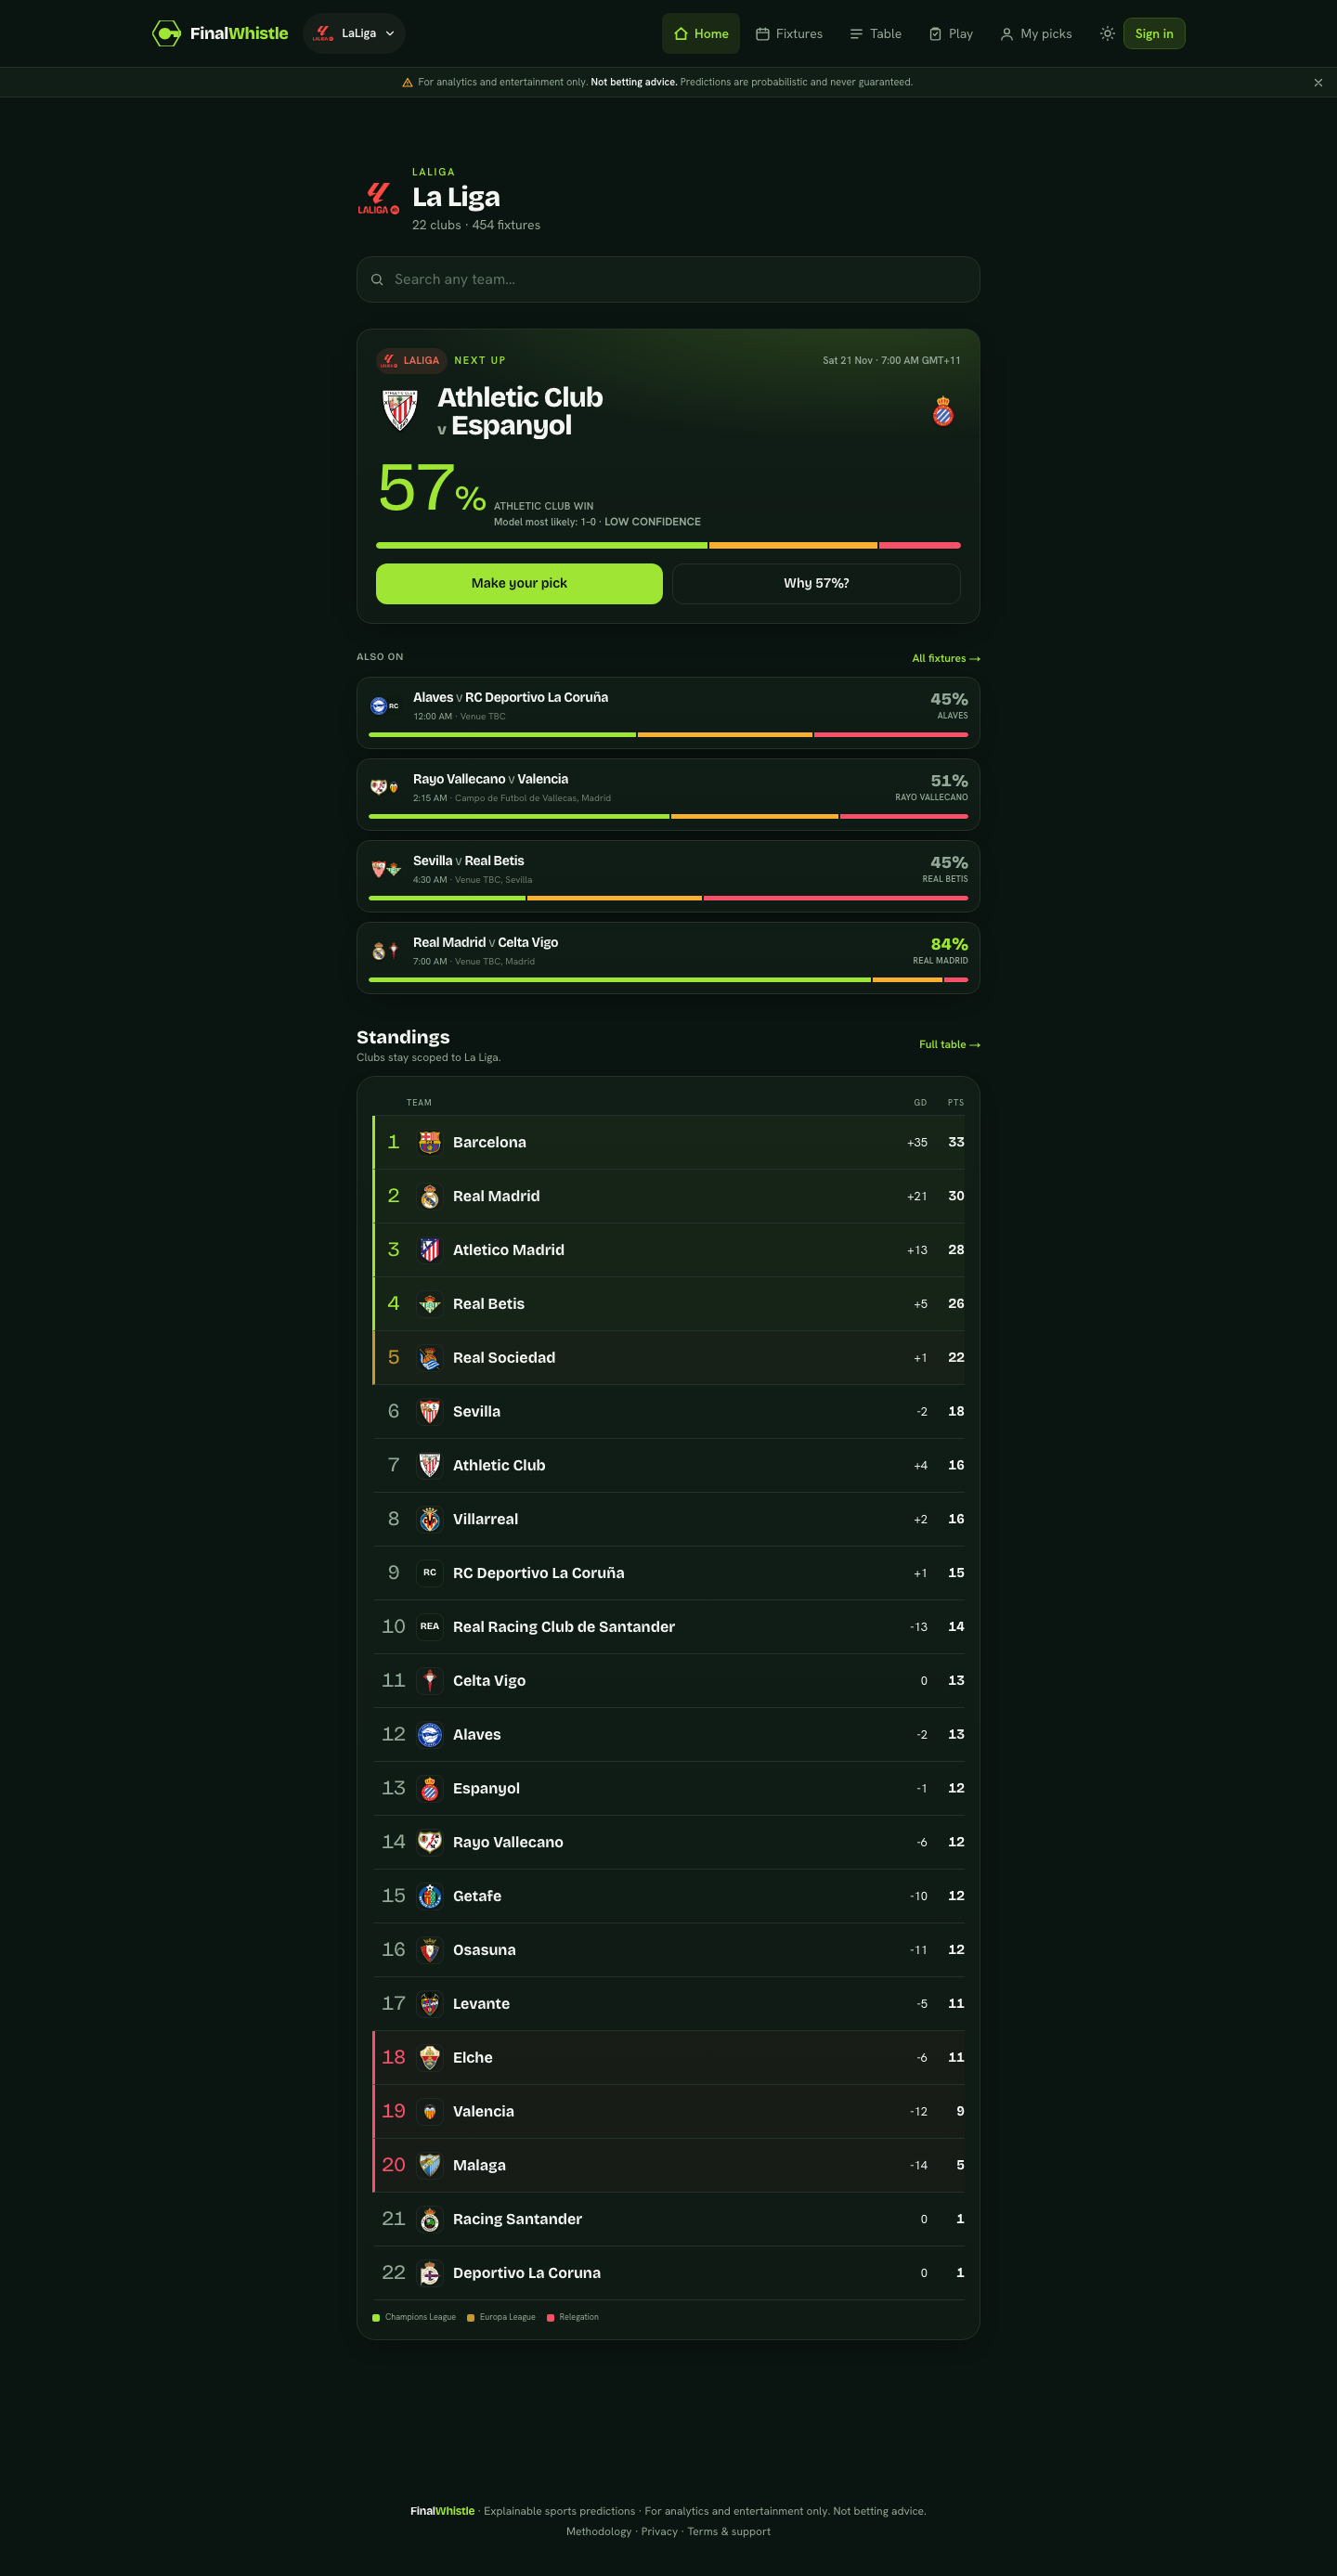 FinalWhistle LaLiga Home Fixtures Table Play My picks Sign in
For analytics and entertainment only. Not betting advice. Predictions are probabilistic and never guaranteed.
LALIGA
La Liga
LALIGA
22 clubs · 454 fixtures
Search any team...
LALIGA NEXT UP Sat 21 Nov · 7:00 AM GMT+11
Athletic Club
v Espanyol
57% ATHLETIC CLUB WIN
Model most likely: 1-0 · LOW CONFIDENCE
Make your pick Why 57%?
ALSO ON All fixtures →
RC Alaves v RC Deportivo La Coruña 45%
12:00 AM · Venue TBC ALAVES
Rayo Vallecano v Valencia 51%
2:15 AM · Campo de Futbol de Vallecas, Madrid RAYO VALLECANO
Sevilla v Real Betis 45%
4:30 AM · Venue TBC, Sevilla REAL BETIS
Real Madrid v Celta Vigo 84%
7:00 AM · Venue TBC, Madrid REAL MADRID
Standings
Clubs stay scoped to La Liga. Full table →
TEAM GD PTS
1 Barcelona +35 33
2 Real Madrid +21 30
3 Atletico Madrid +13 28
4 Real Betis +5 26
5 Real Sociedad +1 22
6 Sevilla -2 18
7 Athletic Club +4 16
8 Villarreal +2 16
9 RC RC Deportivo La Coruña +1 15
10 REA Real Racing Club de Santander -13 14
11 Celta Vigo 0 13
12 Alaves -2 13
13 Espanyol -1 12
14 Rayo Vallecano -6 12
15 Getafe -10 12
16 Osasuna -11 12
17 Levante -5 11
18 Elche -6 11
19 Valencia -12 9
20 Malaga -14 5
21 Racing Santander 0 1
22 Deportivo La Coruna 0 1
Champions League Europa League Relegation
FinalWhistle · Explainable sports predictions · For analytics and entertainment only. Not betting advice.
Methodology · Privacy · Terms & support